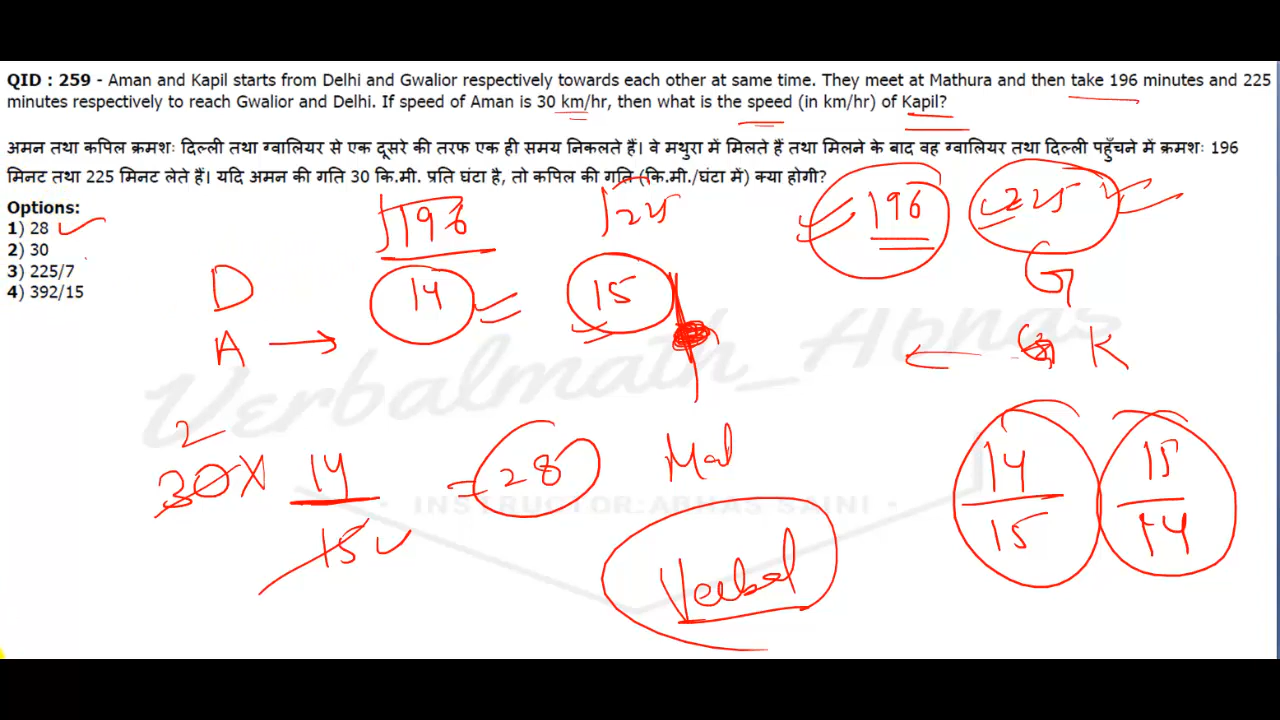 QID : 259 - Aman and Kapil starts from Delhi and Gwalior respectively towards each other at same time. They meet at Mathura and then take 196 minutes and 225
minutes respectively to reach Gwalior and Delhi. If speed of Aman is 30 km/hr, then what is the speed (in km/hr) of Kapil?
अमन तथा कपिल क्रमशः दिल्ली तथा ग्वालियर से एक दूसरे की तरफ एक ही समय निकलते हैं। वे मथुरा में मिलते हैं तथा मिलने के बाद वह ग्वालियर तथा दिल्ली पहुँचने में क्रमशः 196
मिनट तथा 225 मिनट लेते हैं। यदि अमन की गति 30 कि.मी. प्रति घंटा है, तो कपिल की गति (कि.मी./घंटा में) क्या होगी?
Options:
1) 28
2) 30
3) 225/7
4) 392/15
√196 √225 196 225
D 14 15 G
A K
Verbalmath_Abhas
2
30 × 14 = 28 14 15
15 15 14
- INSTRUCTOR: ABHAS SAINI -
Verbal